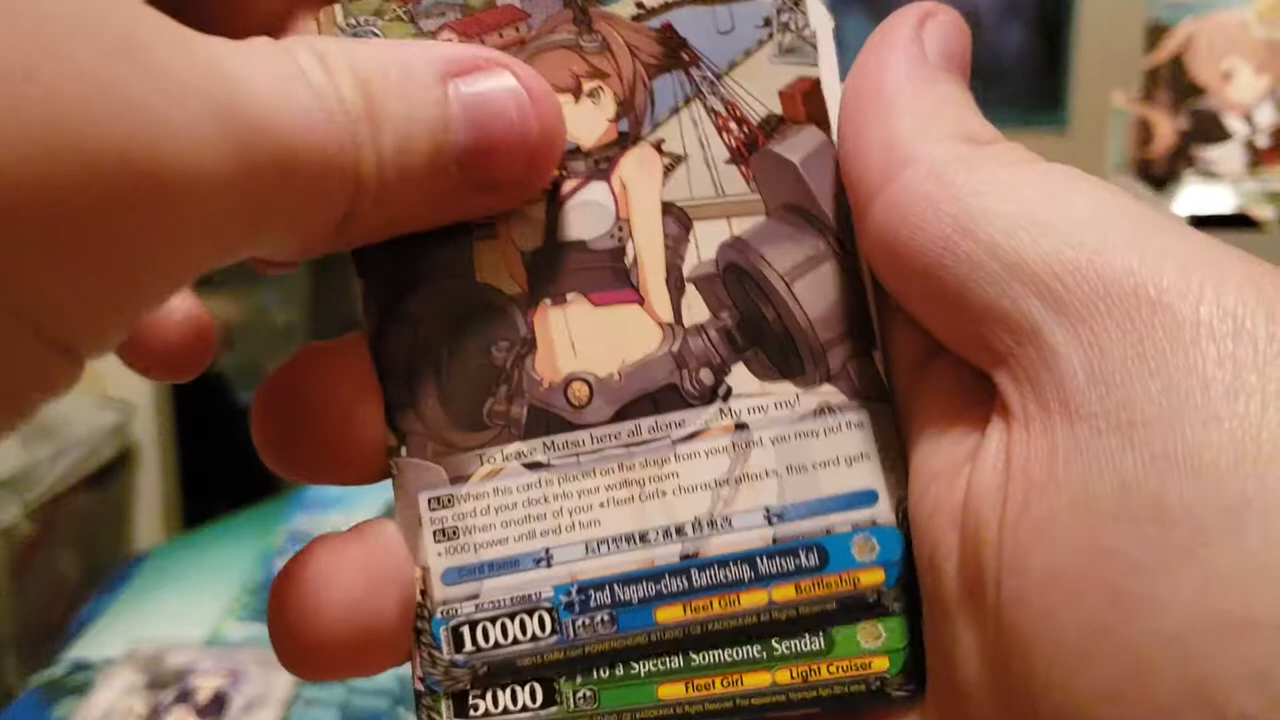 To leave Mutsu here all alone... My my my!
AUTO When this card is placed on the stage from your hand, you may put the
top card of your clock into your waiting room
AUTO When another of your «Fleet Girl» character attacks, this card gets
+1000 power until end of turn
Card Name
2nd Nagato-class Battleship, Mutsu-Kai
10000
Fleet Girl Battleship
To a Special Someone, Sendai
5000
Fleet Girl Light Cruiser